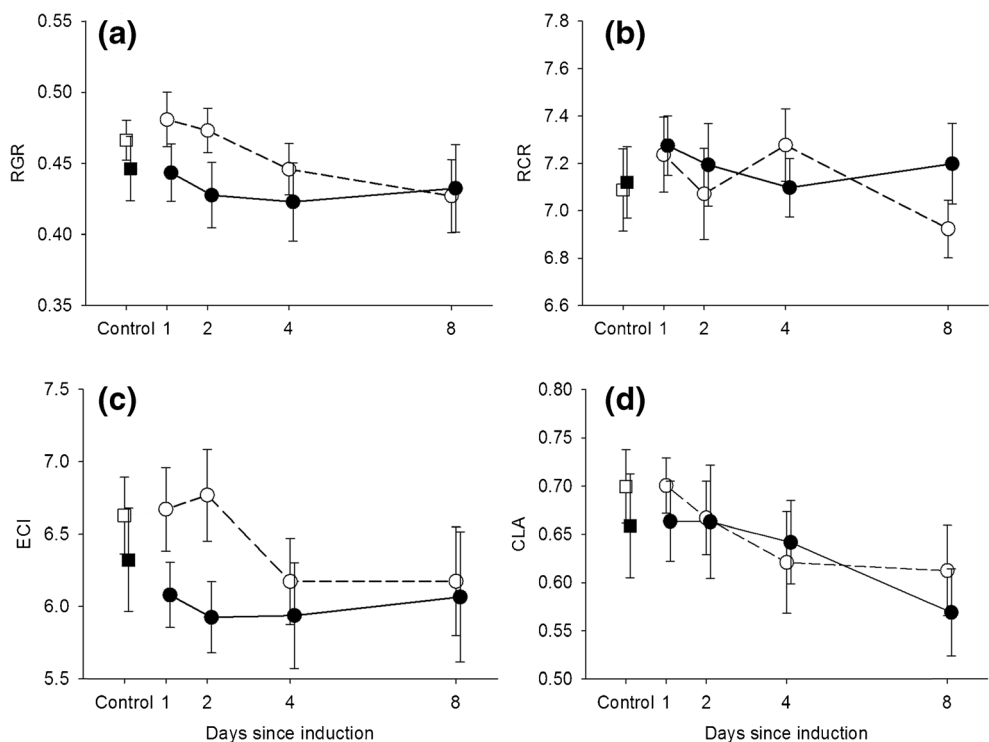 (a)
RGR
0.55
0.50
0.45
0.40
0.35
Control 1 2 4 8
(b)
RCR
7.8
7.6
7.4
7.2
7.0
6.8
6.6
Control 1 2 4 8
(c)
ECI
7.5
7.0
6.5
6.0
5.5
Control 1 2 4 8
Days since induction
(d)
CLA
0.80
0.75
0.70
0.65
0.60
0.55
0.50
Control 1 2 4 8
Days since induction